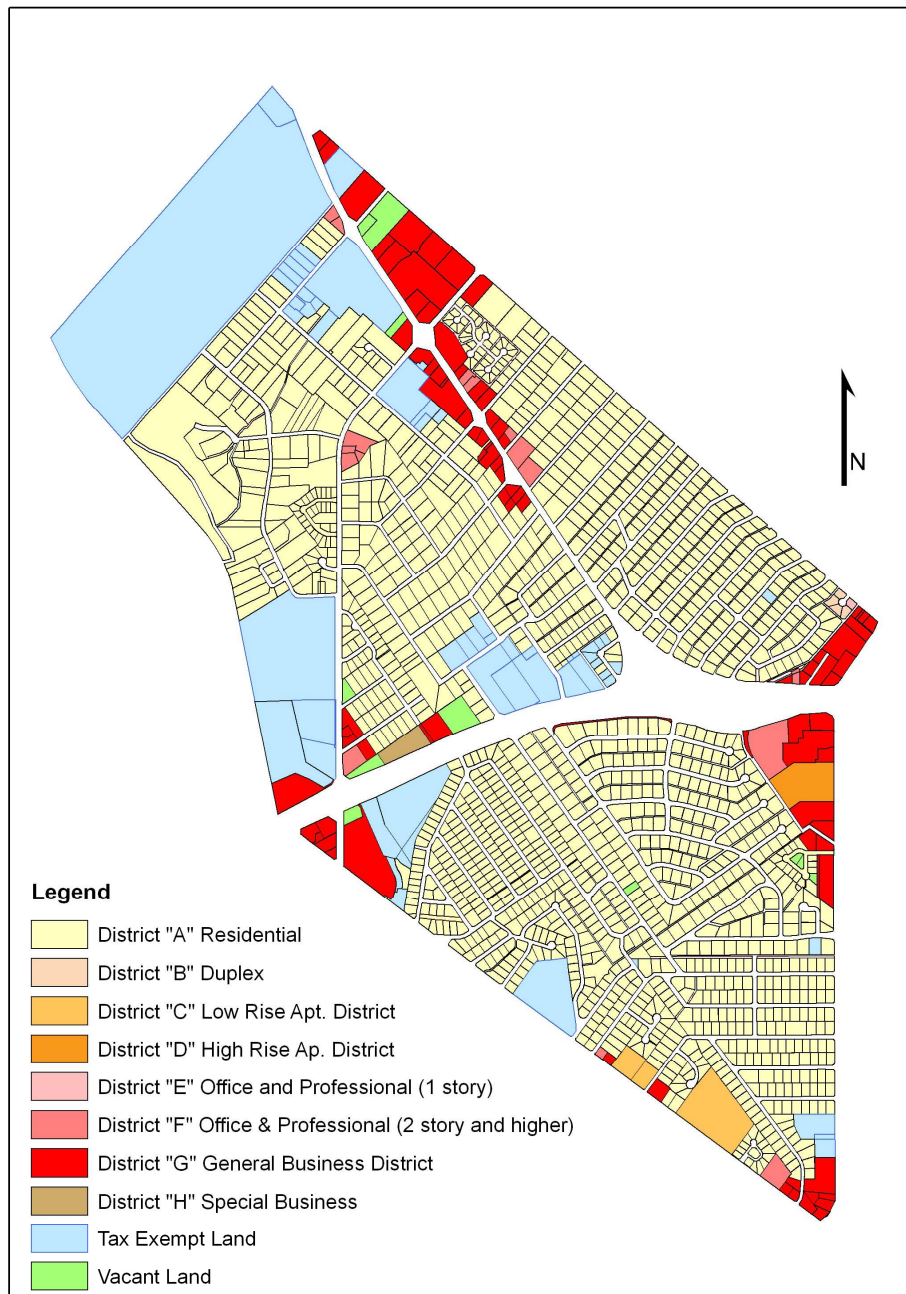 N
Legend
District "A" Residential
District "B" Duplex
District "C" Low Rise Apt. District
District "D" High Rise Ap. District
District "E" Office and Professional (1 story)
District "F" Office & Professional (2 story and higher)
District "G" General Business District
District "H" Special Business
Tax Exempt Land
Vacant Land